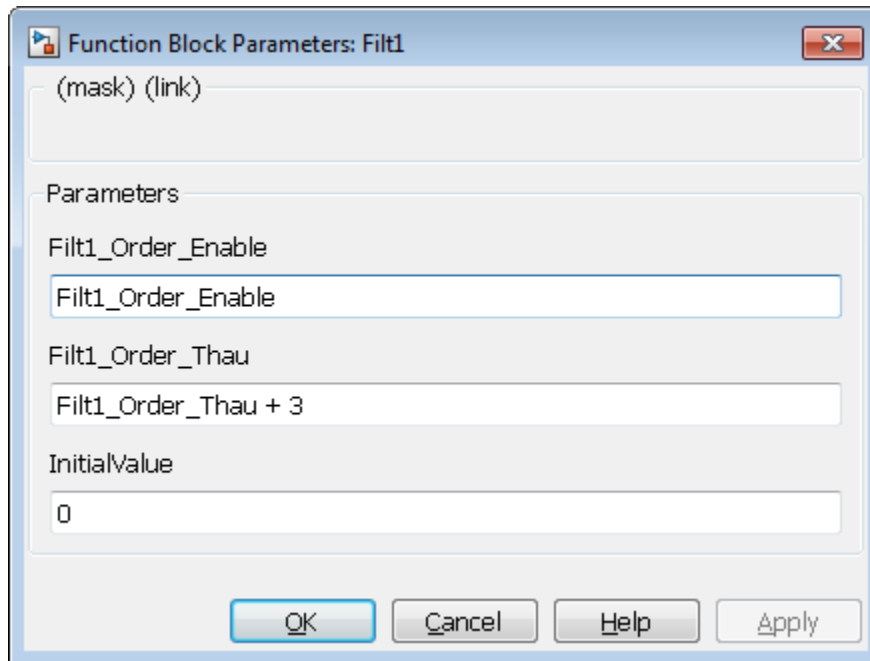 Function Block Parameters: Filt1
(mask) (link)
Parameters
Filt1_Order_Enable
Filt1_Order_Enable
Filt1_Order_Thau
Filt1_Order_Thau + 3
InitialValue
0
OK Cancel Help Apply